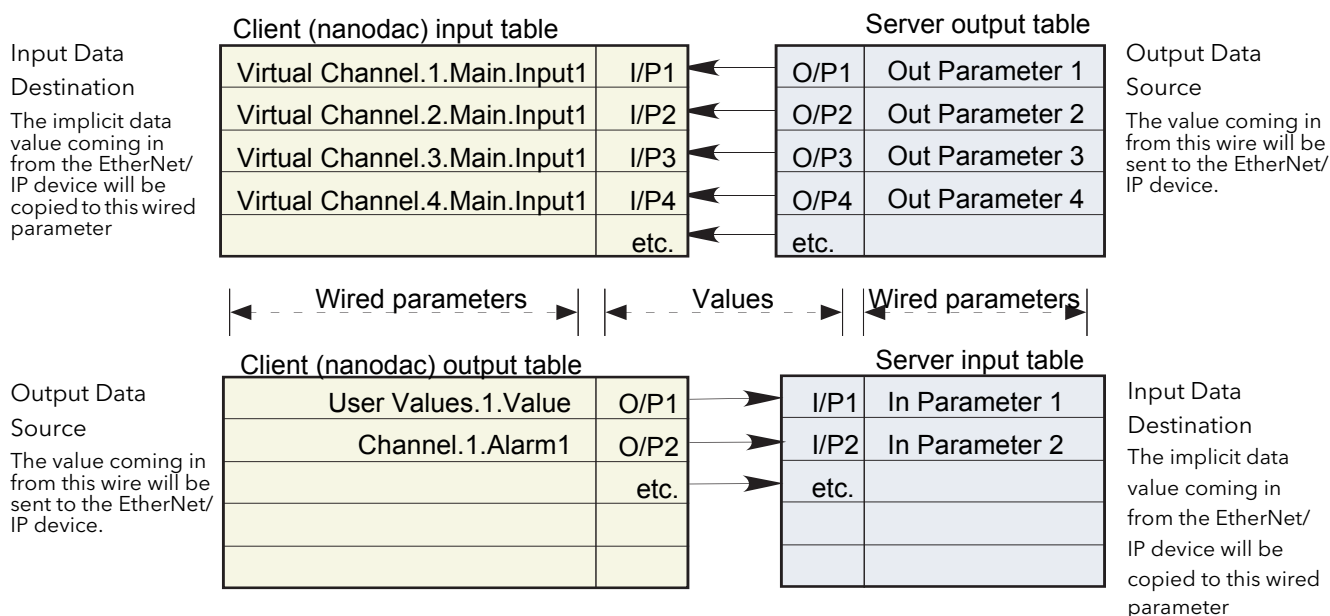 Client (nanodac) input table
Server output table
Input Data
Destination
The implicit data
value coming in
from the EtherNet/
IP device will be
copied to this wired
parameter
Virtual Channel.1.Main.Input1 I/P1
Virtual Channel.2.Main.Input1 I/P2
Virtual Channel.3.Main.Input1 I/P3
Virtual Channel.4.Main.Input1 I/P4
etc.
O/P1 Out Parameter 1
O/P2 Out Parameter 2
O/P3 Out Parameter 3
O/P4 Out Parameter 4
etc.
Output Data
Source
The value coming in
from this wire will be
sent to the EtherNet/
IP device.
Wired parameters Values Wired parameters
Client (nanodac) output table
Server input table
Output Data
Source
The value coming in
from this wire will be
sent to the EtherNet/
IP device.
User Values.1.Value O/P1
Channel.1.Alarm1 O/P2
etc.
I/P1 In Parameter 1
I/P2 In Parameter 2
etc.
Input Data
Destination
The implicit data
value coming in
from the EtherNet/
IP device will be
copied to this wired
parameter